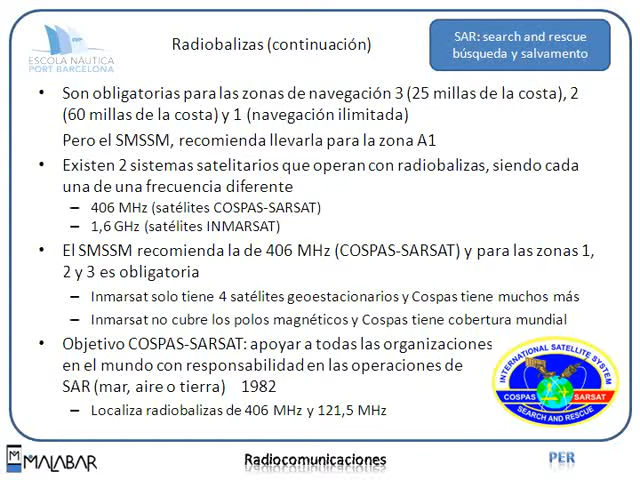 ESCOLA NÀUTICA
PORT BARCELONA
Radiobalizas (continuación)
SAR: search and rescue
búsqueda y salvamento
• Son obligatorias para las zonas de navegación 3 (25 millas de la costa), 2
(60 millas de la costa) y 1 (navegación ilimitada)
Pero el SMSSM, recomienda llevarla para la zona A1
• Existen 2 sistemas satelitarios que operan con radiobalizas, siendo cada
una de una frecuencia diferente
– 406 MHz (satélites COSPAS-SARSAT)
– 1,6 GHz (satélites INMARSAT)
• El SMSSM recomienda la de 406 MHz (COSPAS-SARSAT) y para las zonas 1,
2 y 3 es obligatoria
– Inmarsat solo tiene 4 satélites geoestacionarios y Cospas tiene muchos más
– Inmarsat no cubre los polos magnéticos y Cospas tiene cobertura mundial
• Objetivo COSPAS-SARSAT: apoyar a todas las organizaciones
en el mundo con responsabilidad en las operaciones de
SAR (mar, aire o tierra) 1982
– Localiza radiobalizas de 406 MHz y 121,5 MHz
INTERNATIONAL SATELLITE SYSTEM
COSPAS SARSAT
SEARCH AND RESCUE
MALABAR
Radiocomunicaciones
PER